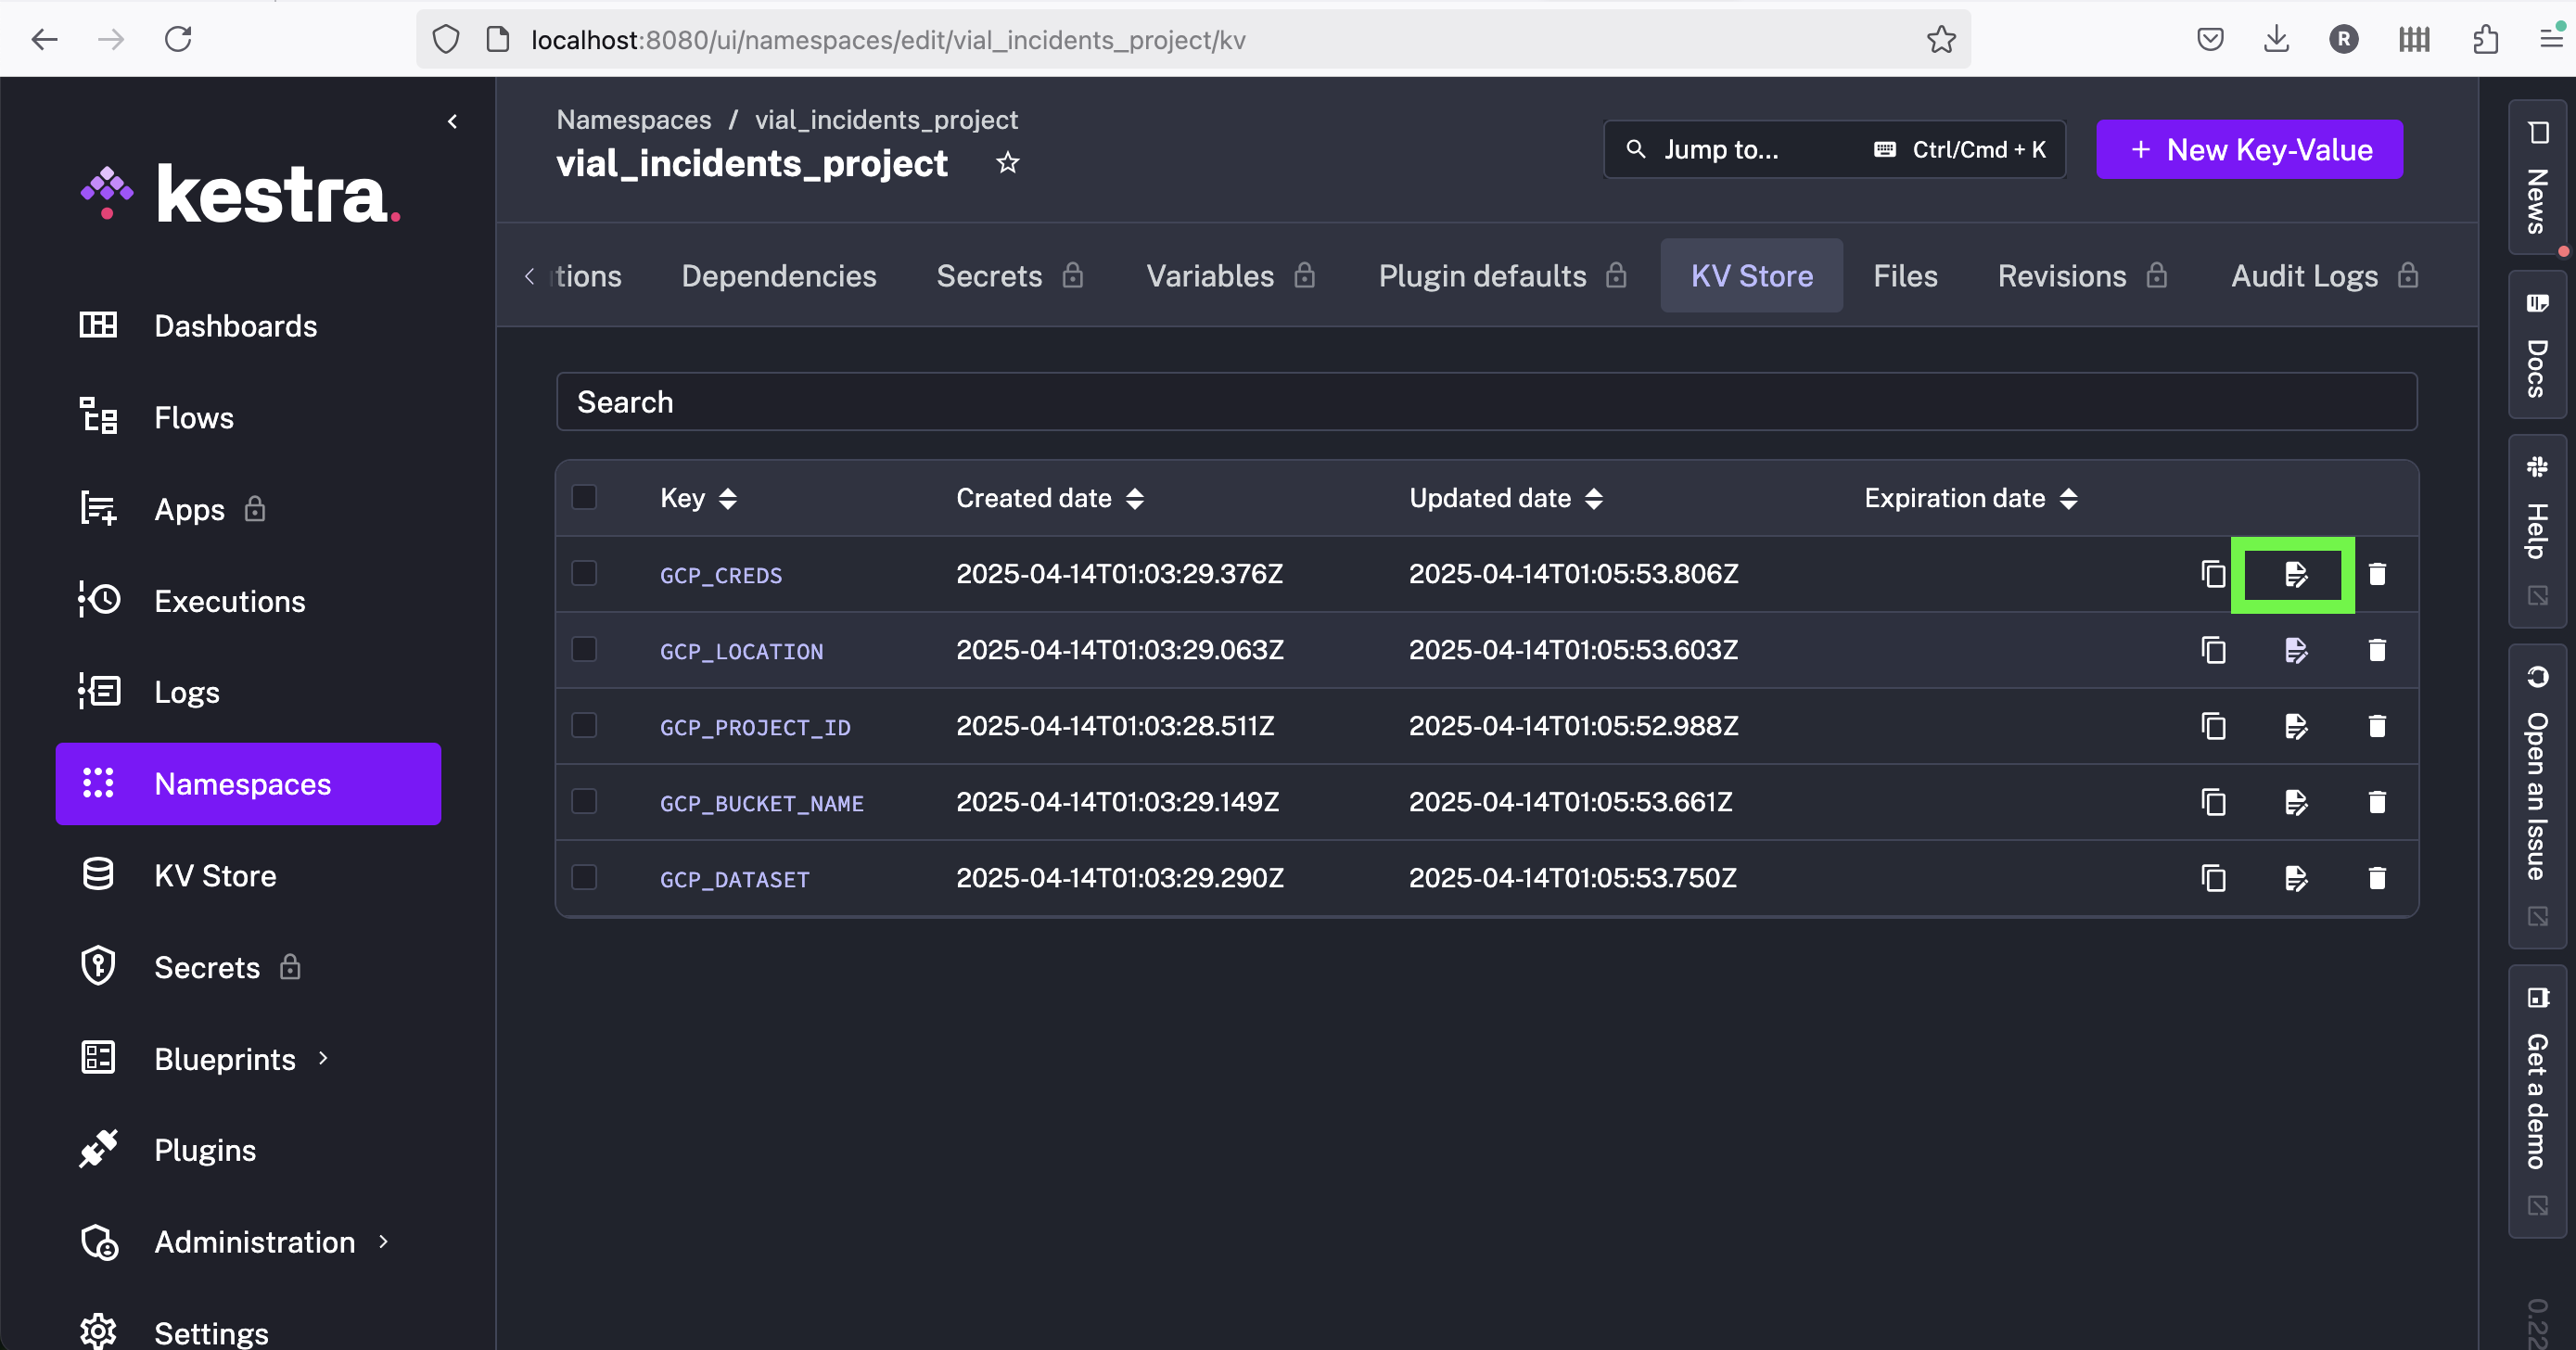 localhost:8080/ui/namespaces/edit/vial_incidents_project/kv
R
kestra.
Dashboards
Flows
Apps
Executions
Logs
Namespaces
KV Store
Secrets
Blueprints
Plugins
Administration
Settings
Namespaces / vial_incidents_project
vial_incidents_project
Jump to...
Ctrl/Cmd + K
+ New Key-Value
tions
Dependencies
Secrets
Variables
Plugin defaults
KV Store
Files
Revisions
Audit Logs
Search
Key Created date Updated date Expiration date
GCP_CREDS 2025-04-14T01:03:29.376Z 2025-04-14T01:05:53.806Z
GCP_LOCATION 2025-04-14T01:03:29.063Z 2025-04-14T01:05:53.603Z
GCP_PROJECT_ID 2025-04-14T01:03:28.511Z 2025-04-14T01:05:52.988Z
GCP_BUCKET_NAME 2025-04-14T01:03:29.149Z 2025-04-14T01:05:53.661Z
GCP_DATASET 2025-04-14T01:03:29.290Z 2025-04-14T01:05:53.750Z
News
Docs
Help
Open an Issue
Get a demo
0.22